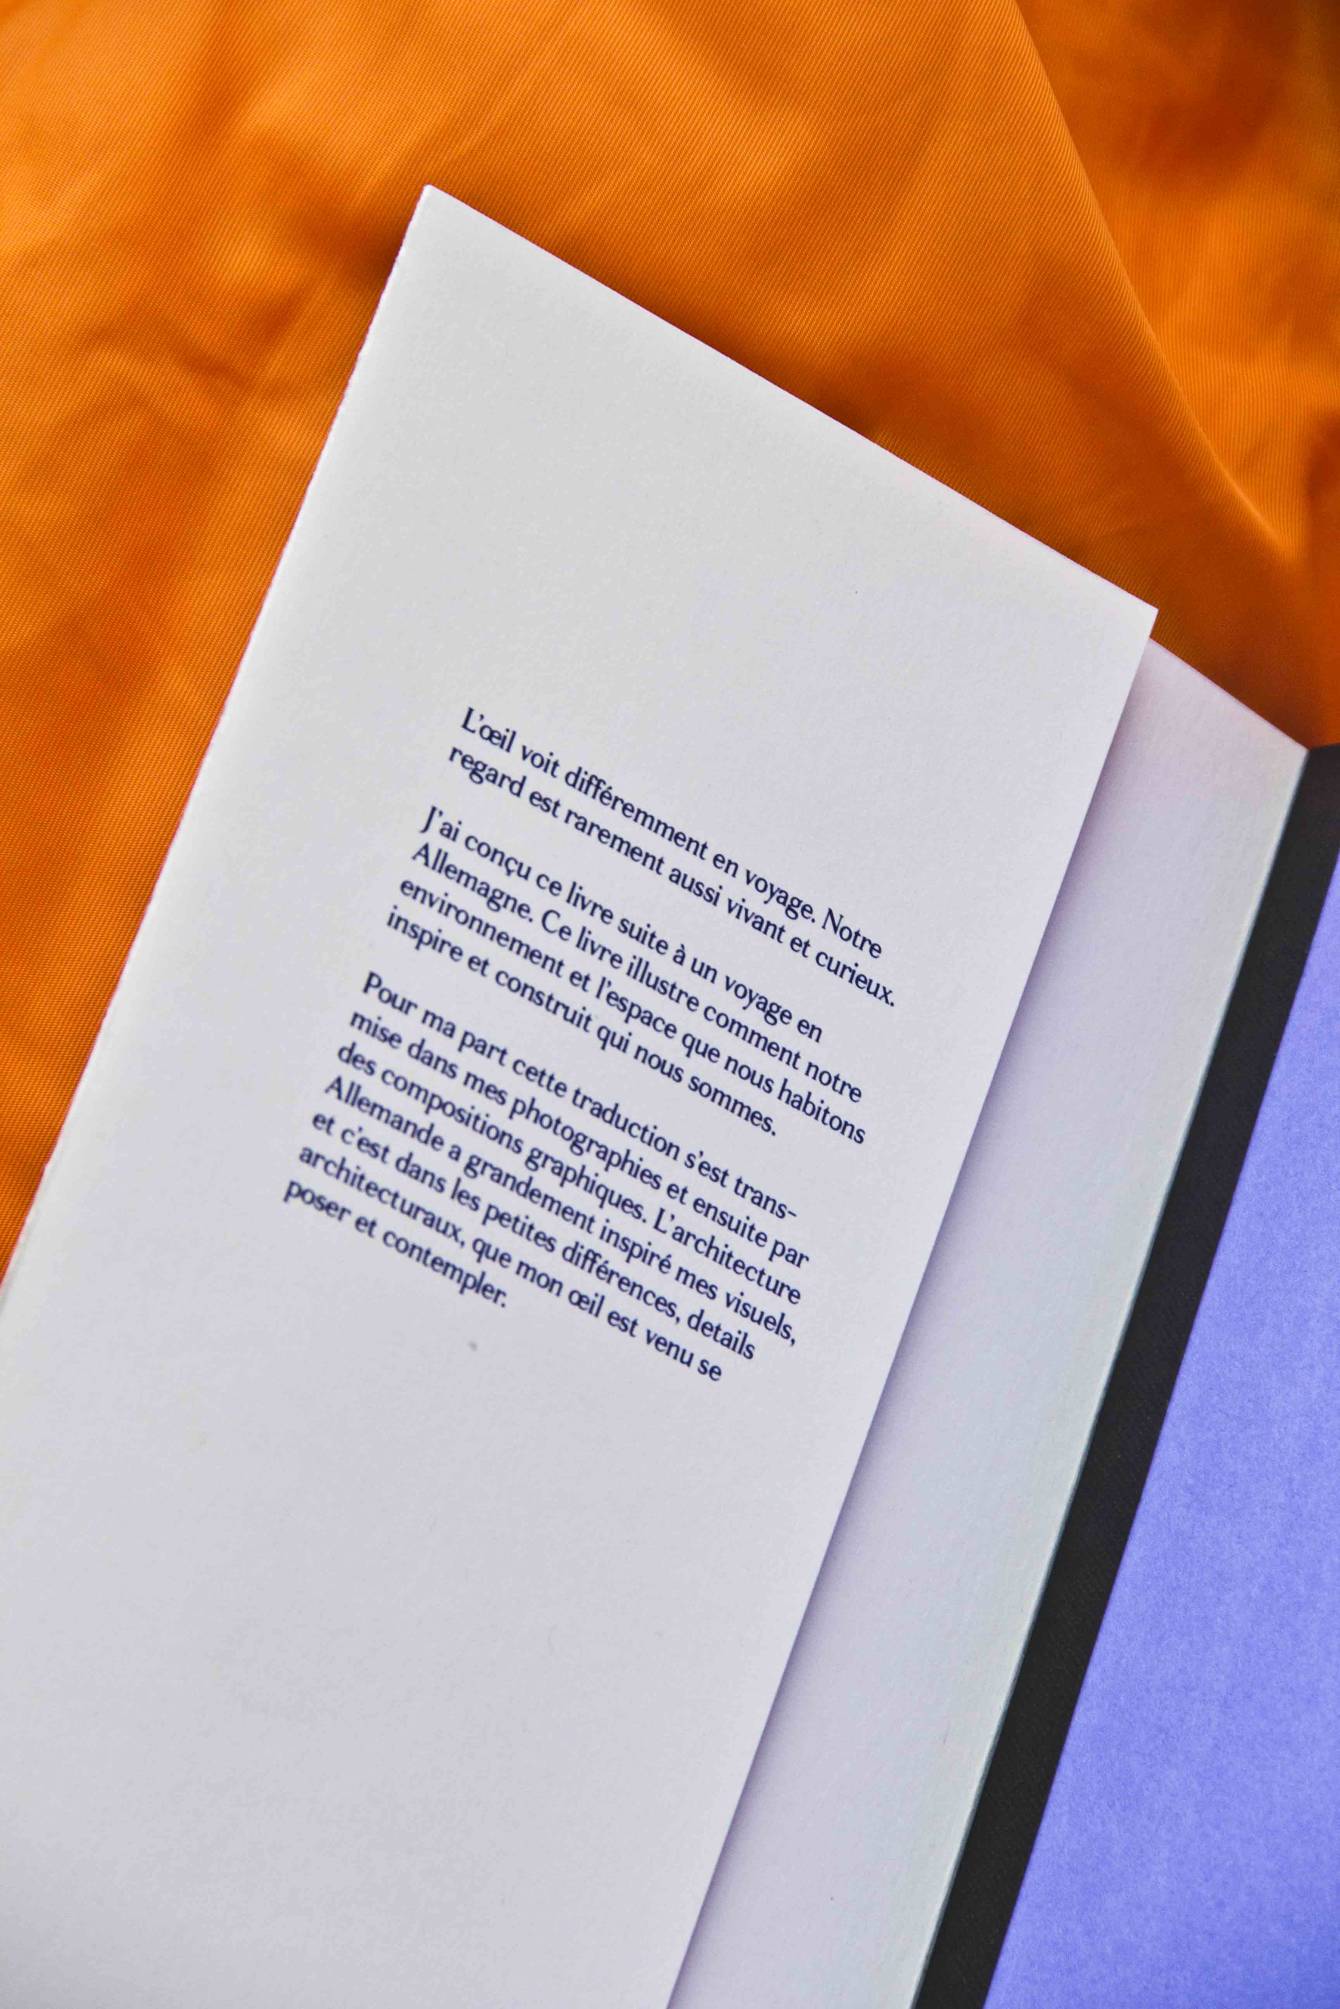 L'œil voit différemment en voyage. Notre
regard est rarement aussi vivant et curieux.
J'ai conçu ce livre suite à un voyage en
Allemagne. Ce livre illustre comment notre
environnement et l'espace que nous habitons
inspire et construit qui nous sommes.
Pour ma part cette traduction s'est trans-
mise dans mes photographies et ensuite par
des compositions graphiques. L'architecture
Allemande a grandement inspiré mes visuels,
et c'est dans les petites différences, details
architecturaux, que mon œil est venu se
poser et contempler.